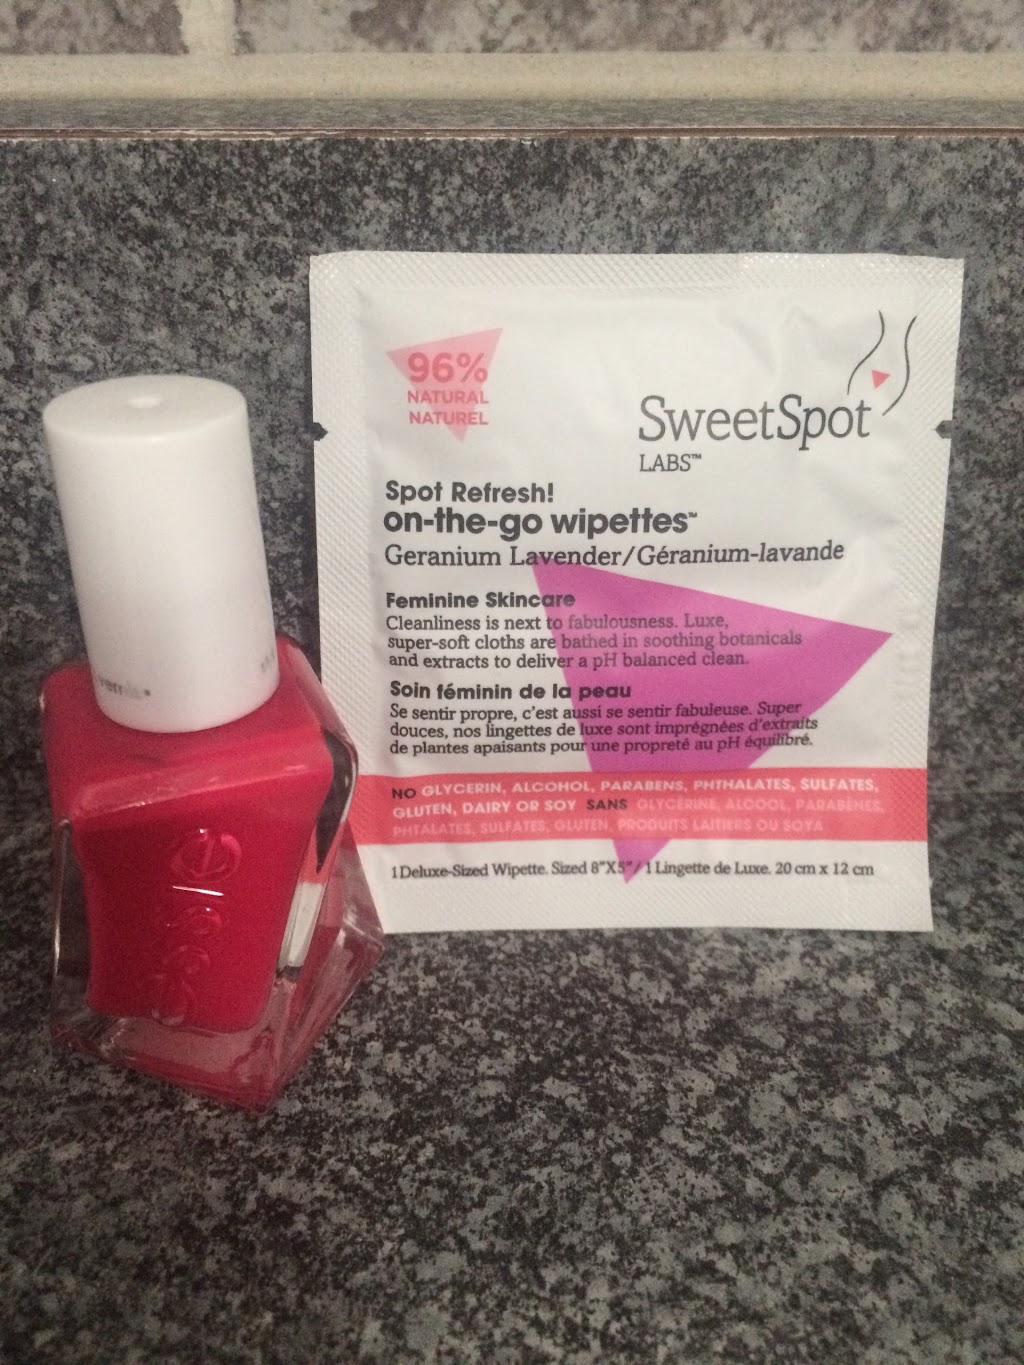 96%
NATURAL
NATUREL
SweetSpot
LABS™
Spot Refresh!
on-the-go wipettes™
Geranium Lavender/Géranium-lavande
Feminine Skincare
Cleanliness is next to fabulousness. Luxe,
super-soft cloths are bathed in soothing botanicals
and extracts to deliver a pH balanced clean.
Soin féminin de la peau
Se sentir propre, c'est aussi se sentir fabuleuse. Super
douces, nos lingettes de luxe sont imprégnées d'extraits
de plantes apaisants pour une propreté au pH équilibré.
NO GLYCERIN, ALCOHOL, PARABENS, PHTHALATES, SULFATES,
GLUTEN, DAIRY OR SOY SANS GLYCÉRINE, ALCOOL, PARABÈNES,
PHTALATES, SULFATES, GLUTEN, PRODUITS LAITIERS OU SOYA
1 Deluxe-Sized Wipette. Sized 8"X5" / 1 Lingette de Luxe. 20 cm x 12 cm
essie